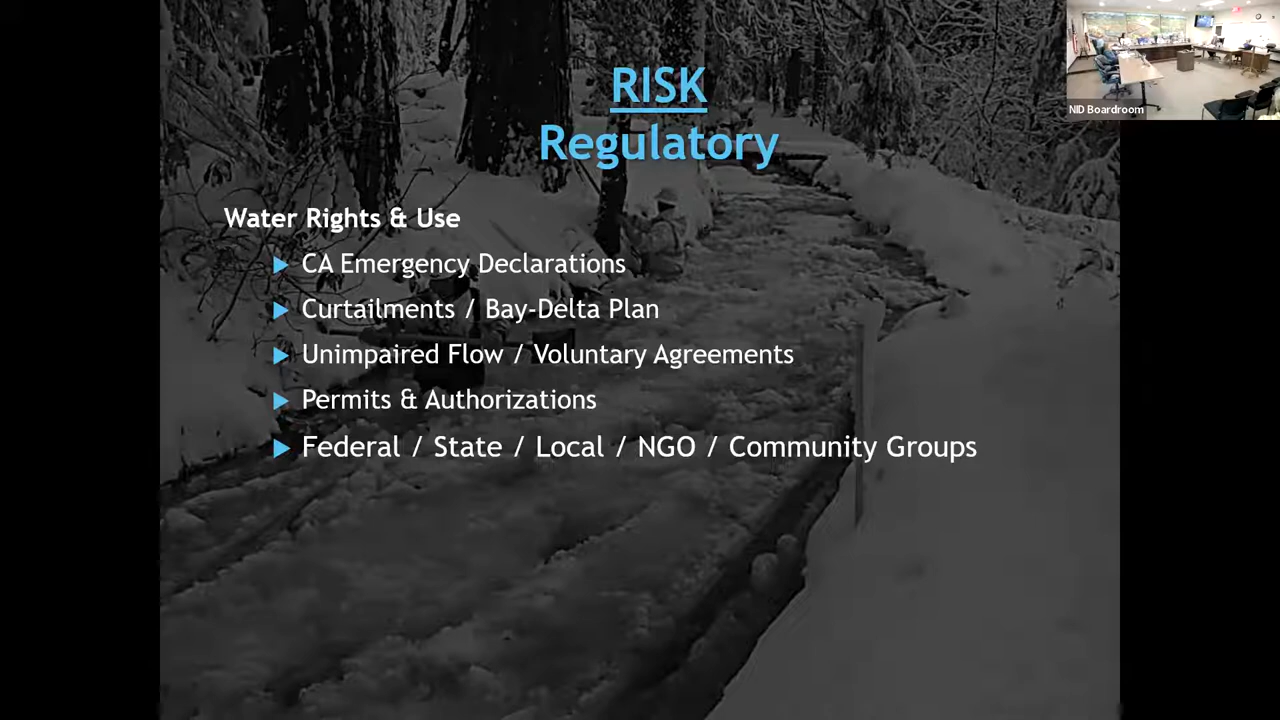 RISK
Regulatory
Water Rights & Use
CA Emergency Declarations
Curtailments / Bay-Delta Plan
Unimpaired Flow / Voluntary Agreements
Permits & Authorizations
Federal / State / Local / NGO / Community Groups
NID Boardroom